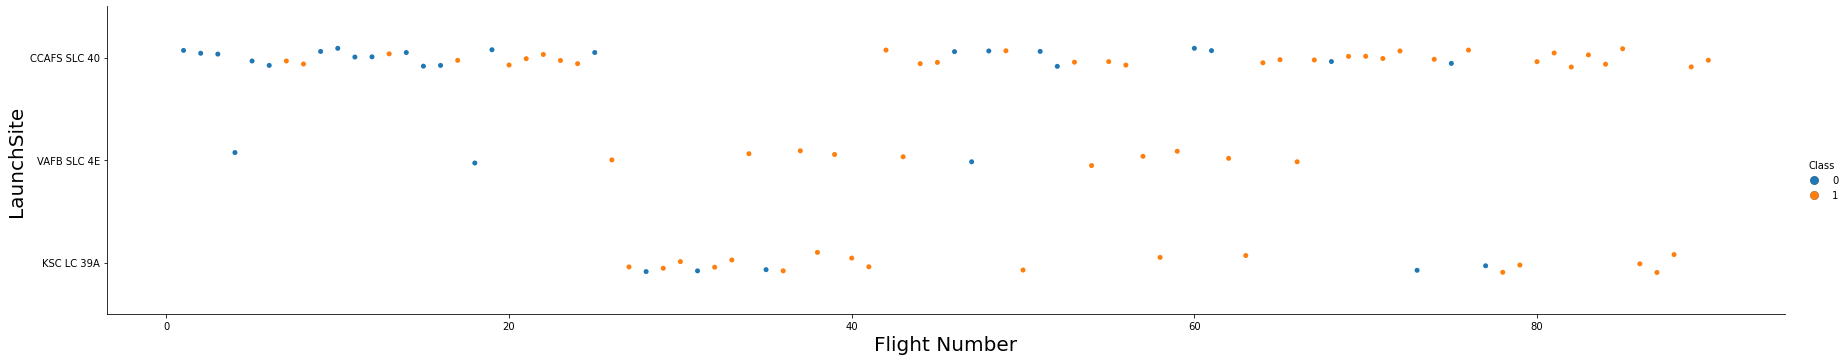 LaunchSite
CCAFS SLC 40
VAFB SLC 4E
KSC LC 39A
0
20
40
60
80
Flight Number
Class
0
1